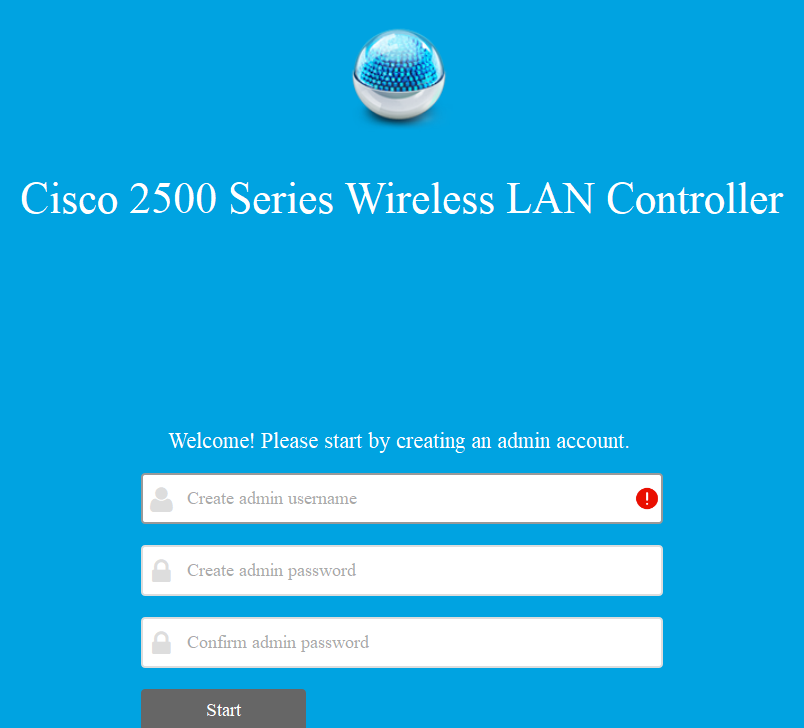 Cisco 2500 Series Wireless LAN Controller
Welcome! Please start by creating an admin account.
Create admin username
Create admin password
Confirm admin password
Start